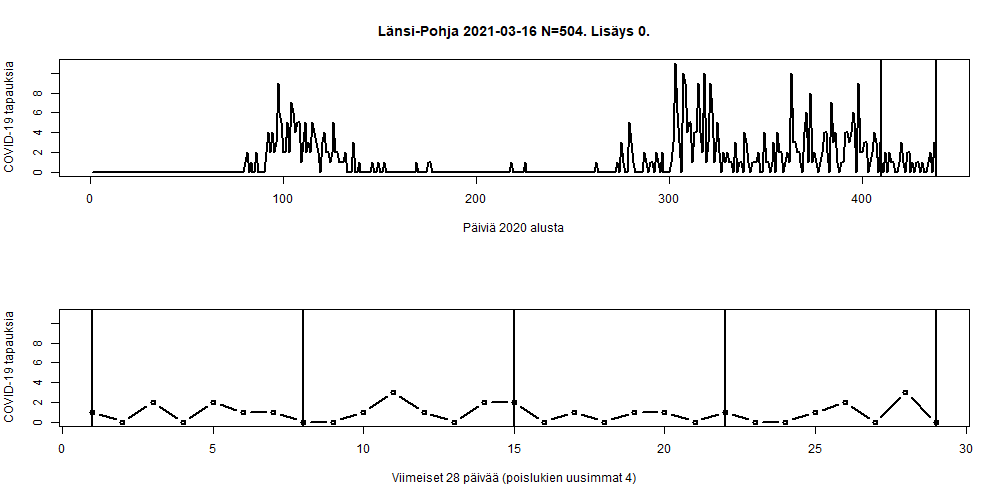 Länsi-Pohja 2021-03-16 N=504. Lisäys 0.
COVID-19 tapauksia
0 2 4 6 8
0 100 200 300 400
Päiviä 2020 alusta
COVID-19 tapauksia
0 2 4 6 8
0 5 10 15 20 25 30
Viimeiset 28 päivää (poislukien uusimmat 4)